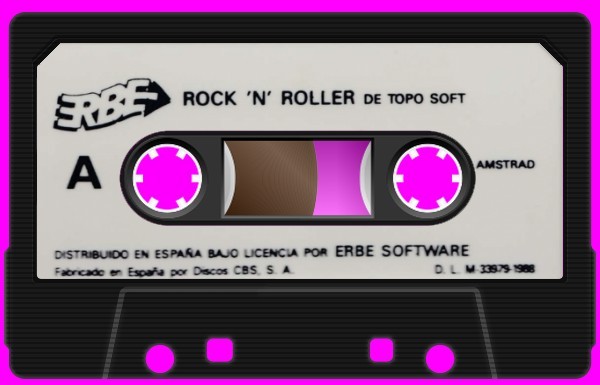 ERBE ROCK 'N' ROLLER DE TOPO SOFT
A
AMSTRAD
DISTRIBUIDO EN ESPAÑA BAJO LICENCIA POR ERBE SOFTWARE
Fabricado en España por Discos CBS, S. A. D. L. M-33979-1988